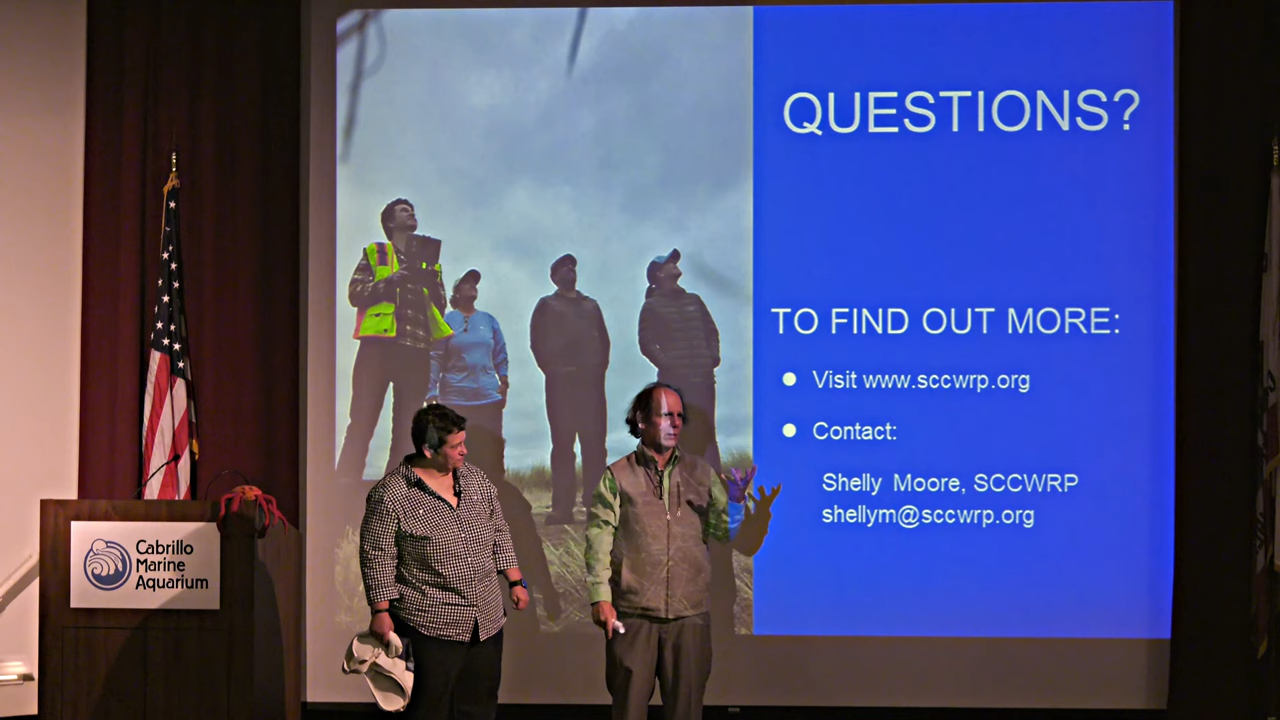 QUESTIONS?
TO FIND OUT MORE:
Visit www.sccwrp.org
Contact:
Shelly Moore, SCCWRP
shellym@sccwrp.org
Cabrillo
Marine
Aquarium